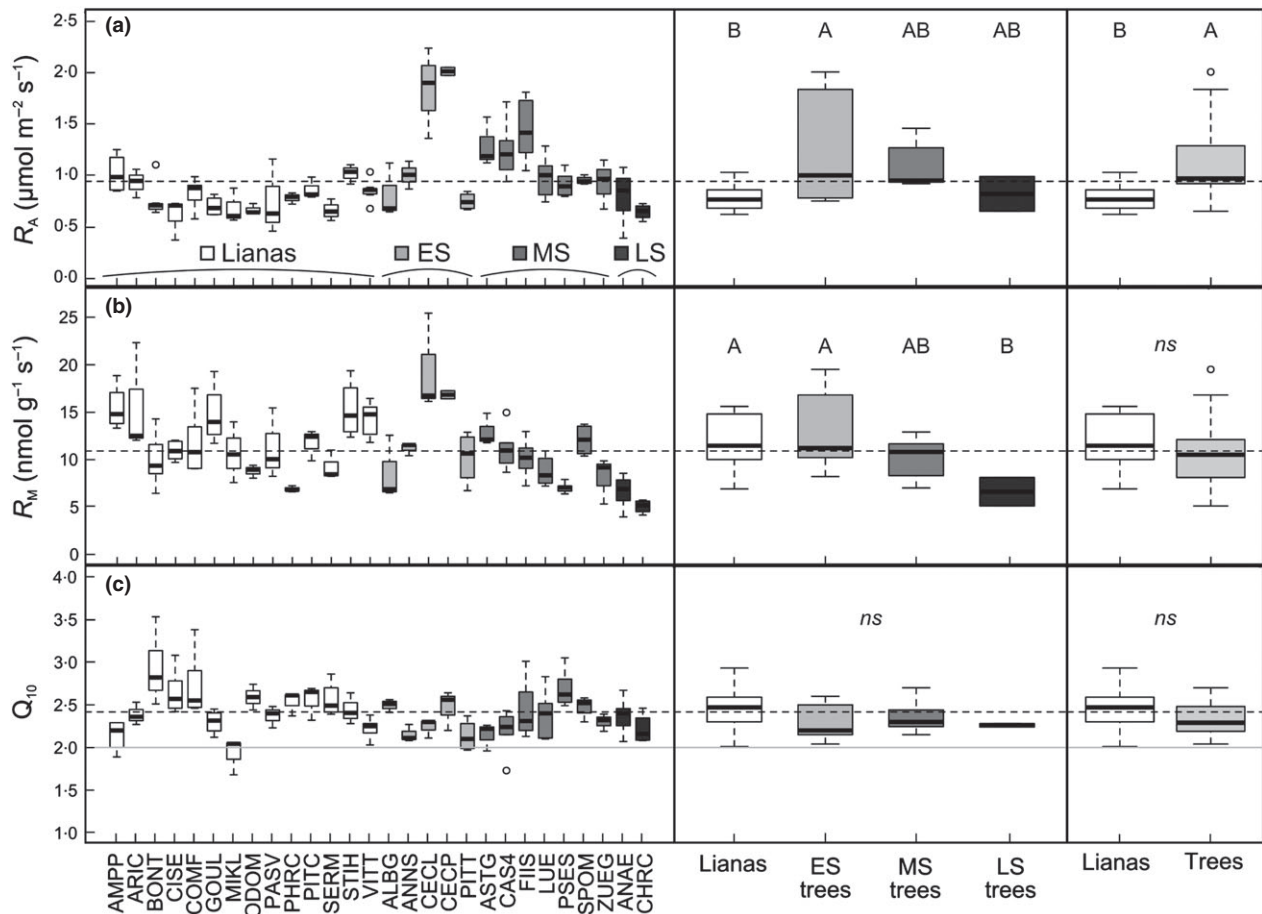 (a)
R_A (µmol m⁻² s⁻¹)
2·5
2·0
1·5
1·0
0·5
0·0
Lianas
ES
MS
LS
B
A
AB
AB
B
A
(b)
R_M (nmol g⁻¹ s⁻¹)
25
20
15
10
5
0
A
A
AB
B
ns
(c)
Q₁₀
4·0
3·5
3·0
2·5
2·0
1·5
1·0
ns
ns
AMPP
ARIC
BONT
CISE
COMF
GOUL
MIKL
ODOM
PASV
PHRC
PITC
SERM
STIH
VITT
ALBG
ANNS
CECL
CECP
PITT
ASTG
CAS4
FIIS
LUE
PSES
SPOM
ZUEG
ANAE
CHRC
Lianas
ES
trees
MS
trees
LS
trees
Lianas
Trees